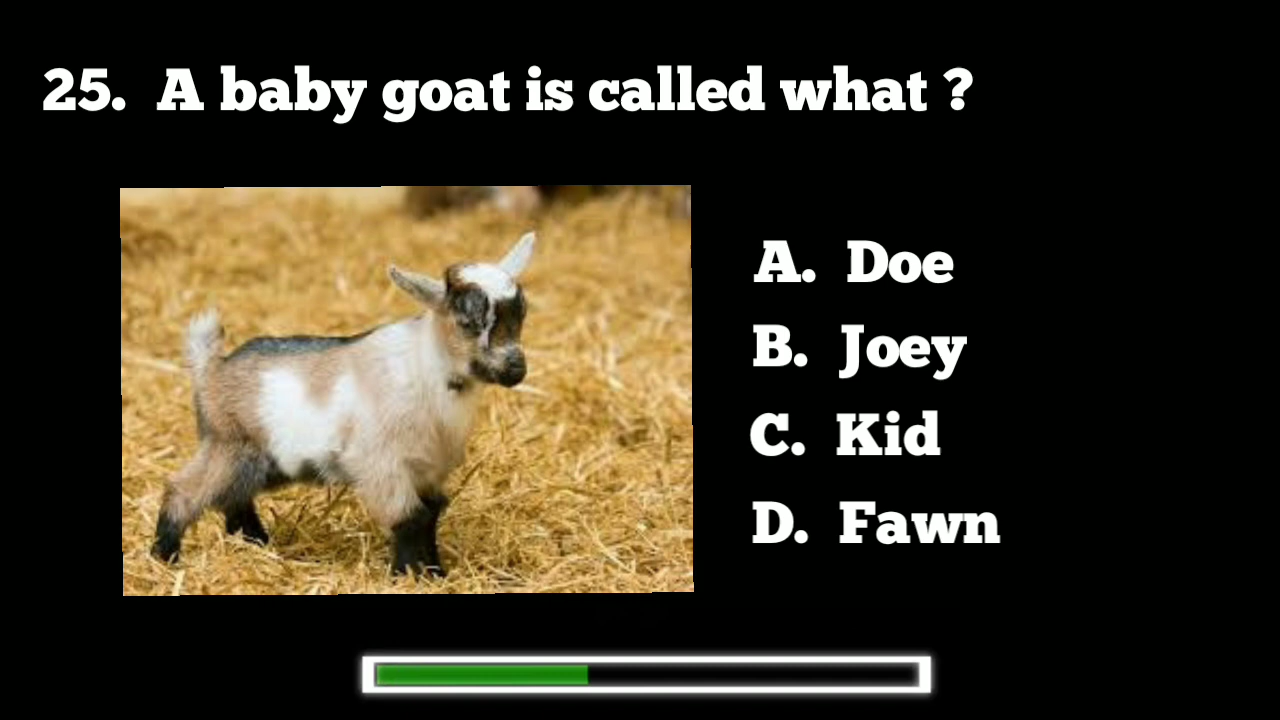 25. A baby goat is called what ?
A. Doe
B. Joey
C. Kid
D. Fawn